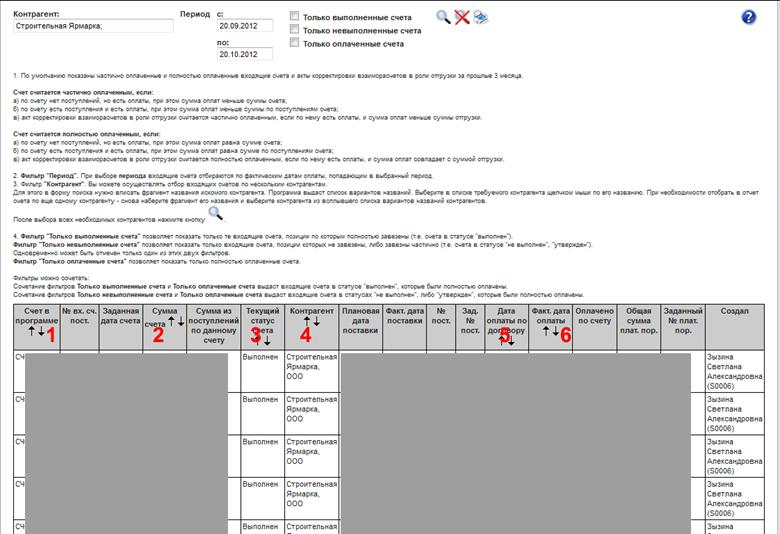 Контрагент:
Строительная Ярмарка;
Период с:
20.09.2012
по:
20.10.2012
Только выполненные счета
Только невыполненные счета
Только оплаченные счета
1. По умолчанию показаны частично оплаченные и полностью оплаченные входящие счета и акты корректировки взаиморасчетов в роли отгрузки за прошлые 3 месяца.
Счет считается частично оплаченным, если:
а) по счету нет поступлений, но есть оплаты, при этом сумма оплат меньше суммы счета;
б) по счету есть поступления и есть оплаты, при этом сумма оплат меньше суммы по поступлениям счета;
в) акт корректировки взаиморасчетов в роли отгрузки считается частично оплаченным, если по нему есть оплаты, и сумма оплат меньше суммы отгрузки.
Счет считается полностью оплаченным, если:
а) по счету нет поступлений, но есть оплаты, при этом сумма оплат равна сумме счета;
б) по счету есть поступления и есть оплаты, при этом сумма оплат равна сумме по поступлениям счета;
в) акт корректировки взаиморасчетов в роли отгрузки считается полностью оплаченным, если по нему есть оплаты, и сумма оплат совпадает с суммой отгрузки.
2. Фильтр "Период". При выборе периода входящие счета отбираются по фактическим датам оплаты, попадающим в выбранный период.
3. Фильтр "Контрагент". Вы можете осуществлять отбор входящих счетов по нескольким контрагентам.
Для этого в форму поиска нужно вписать фрагмент названия искомого контрагента. Программа выдаст список вариантов названий. Выберите в списке требуемого контрагента щелчком мыши по его названию. При необходимости отобрать в отчет
счета по еще одному контрагенту - снова наберите фрагмент его названия и выберите контрагента из всплывшего списка вариантов названий контрагентов.
После выбора всех необходимых контрагентов нажмите кнопку .
4. Фильтр "Только выполненные счета" позволяет показать только те входящие счета, позиции по которым полностью завезены (т.е. счета в статусе "выполнен").
Фильтр "Только невыполненные счета" позволяет показать только входящие счета, позиции которых не завезены, либо завезены частично (т.е. счета в статусе "не выполнен", "утвержден").
Одновременно может быть отмечен только один из этих двух фильтров.
Фильтр "Только оплаченные счета" позволяет показать только полностью оплаченные счета.
Фильтры можно сочетать:
Сочетание фильтров Только выполненные счета и Только оплаченные счета выдаст входящие счета в статусе "выполнен", которые были полностью оплачены.
Сочетание фильтров Только невыполненные счета и Только оплаченные счета выдаст входящие счета в статусах "не выполнен", либо "утвержден", которые были полностью оплачены.
Счет в программе ↑↓ 1
№ вх. сч. пост.
Заданная дата счета
Сумма счета ↑↓ 2
Сумма из поступлений по данному счету
Текущий статус счета ↑↓ 3
Контрагент ↑↓ 4
Плановая дата поставки
Факт. дата поставки
№ пост.
Зад. № пост.
Дата оплаты по договору ↑↓ 5
Факт. дата оплаты ↑↓ 6
Оплачено по счету
Общая сумма плат. пор.
Заданный № плат. пор.
Создал
СЧ Выполнен Строительная Ярмарка, ООО Зызина Светлана Александровна (S0006)
СЧ Выполнен Строительная Ярмарка, ООО Зызина Светлана Александровна (S0006)
СЧ Выполнен Строительная Ярмарка, ООО Зызина Светлана Александровна (S0006)
СЧ Выполнен Строительная Ярмарка, ООО Зызина Светлана Александровна (S0006)
СЧ Выполнен Строительная Зызина Светлана